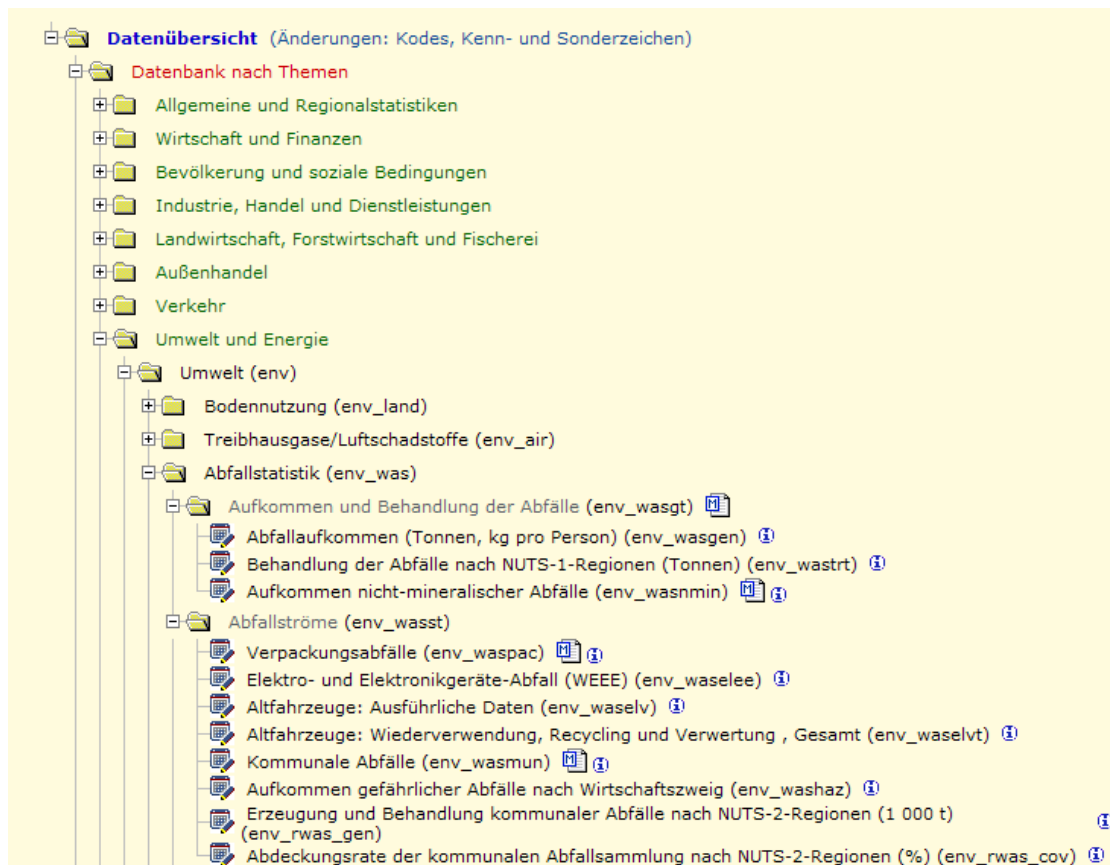 Datenübersicht (Änderungen: Kodes, Kenn- und Sonderzeichen)
Datenbank nach Themen
Allgemeine und Regionalstatistiken
Wirtschaft und Finanzen
Bevölkerung und soziale Bedingungen
Industrie, Handel und Dienstleistungen
Landwirtschaft, Forstwirtschaft und Fischerei
Außenhandel
Verkehr
Umwelt und Energie
Umwelt (env)
Bodennutzung (env_land)
Treibhausgase/Luftschadstoffe (env_air)
Abfallstatistik (env_was)
Aufkommen und Behandlung der Abfälle (env_wasgt) M
Abfallaufkommen (Tonnen, kg pro Person) (env_wasgen) i
Behandlung der Abfälle nach NUTS-1-Regionen (Tonnen) (env_wastrt) i
Aufkommen nicht-mineralischer Abfälle (env_wasnmin) M i
Abfallströme (env_wasst)
Verpackungsabfälle (env_waspac) M i
Elektro- und Elektronikgeräte-Abfall (WEEE) (env_waselee) i
Altfahrzeuge: Ausführliche Daten (env_waselv) i
Altfahrzeuge: Wiederverwendung, Recycling und Verwertung , Gesamt (env_waselvt) i
Kommunale Abfälle (env_wasmun) M i
Aufkommen gefährlicher Abfälle nach Wirtschaftszweig (env_washaz) i
Erzeugung und Behandlung kommunaler Abfälle nach NUTS-2-Regionen (1 000 t) i
(env_rwas_gen)
Abdeckungsrate der kommunalen Abfallsammlung nach NUTS-2-Regionen (%) (env_rwas_cov) i